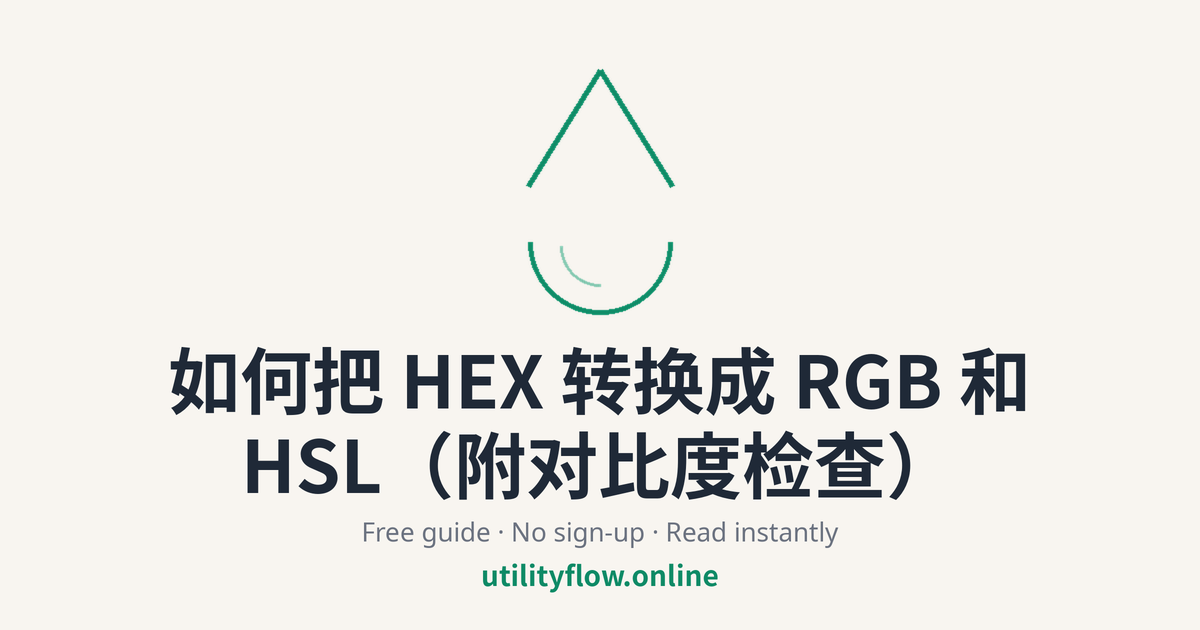 如何把 HEX 转换成 RGB 和
HSL（附对比度检查）
Free guide · No sign-up · Read instantly
utilityflow.online